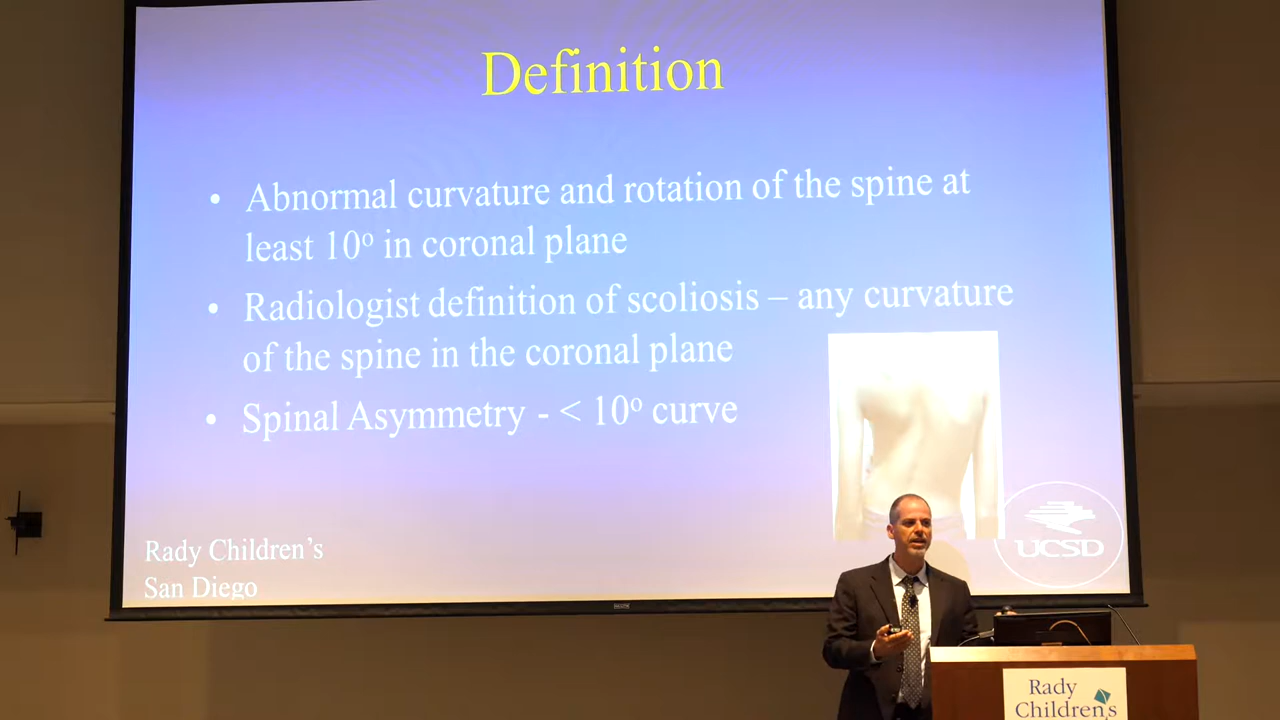 Definition
• Abnormal curvature and rotation of the spine at
least 10º in coronal plane
• Radiologist definition of scoliosis – any curvature
of the spine in the coronal plane
• Spinal Asymmetry - < 10º curve
Rady Children’s
San Diego
UCSD
Rady
Children's